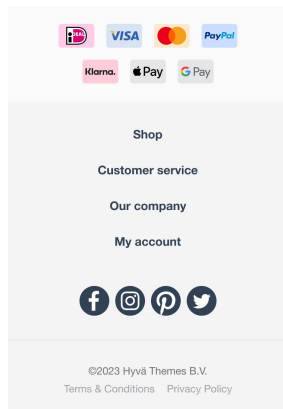 iDEAL VISA PayPal
Klarna. Pay G Pay
Shop
Customer service
Our company
My account
©2023 Hyvä Themes B.V.
Terms & Conditions Privacy Policy